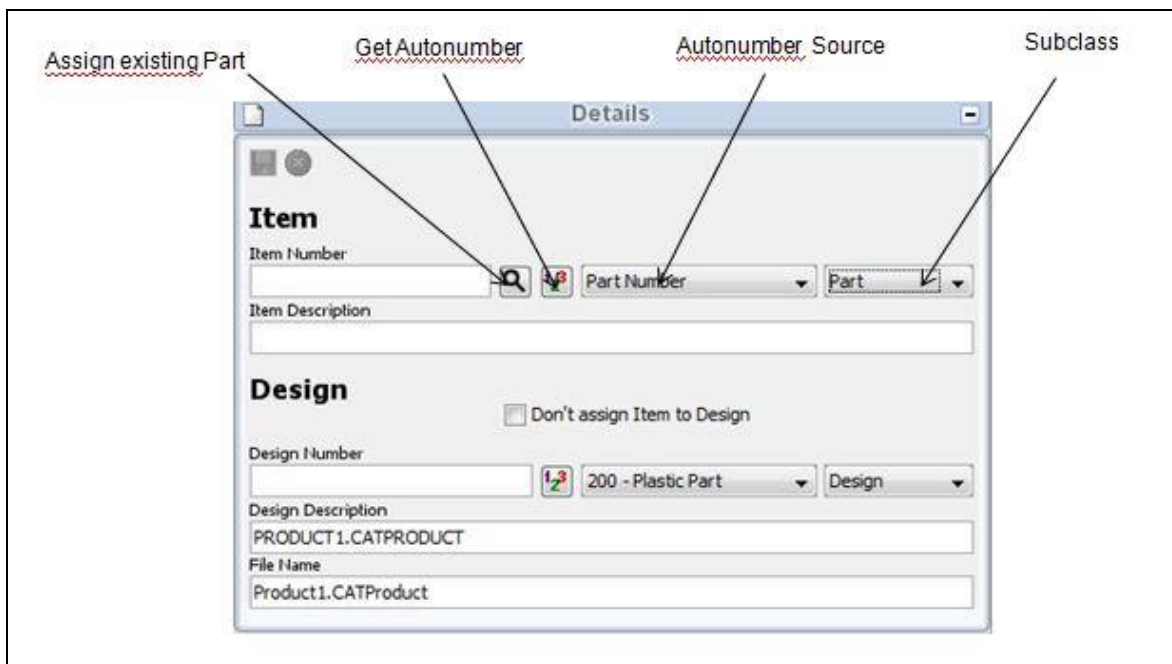 Assign existing Part
Get Autonumber
Autonumber Source
Subclass
Details
Item
Item Number
Part Number
Part
Item Description
Design
Don't assign Item to Design
Design Number
123
200 - Plastic Part
Design
Design Description
PRODUCT1.CATPRODUCT
File Name
Product1.CATProduct